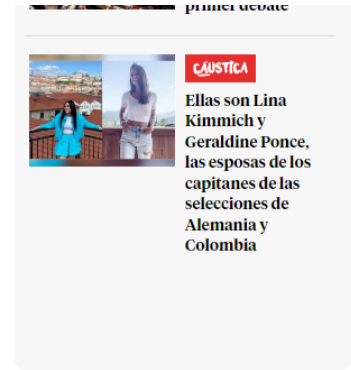 primer debate
CÁUSTICA
Ellas son Lina
Kimmich y
Geraldine Ponce,
las esposas de los
capitanes de las
selecciones de
Alemania y
Colombia